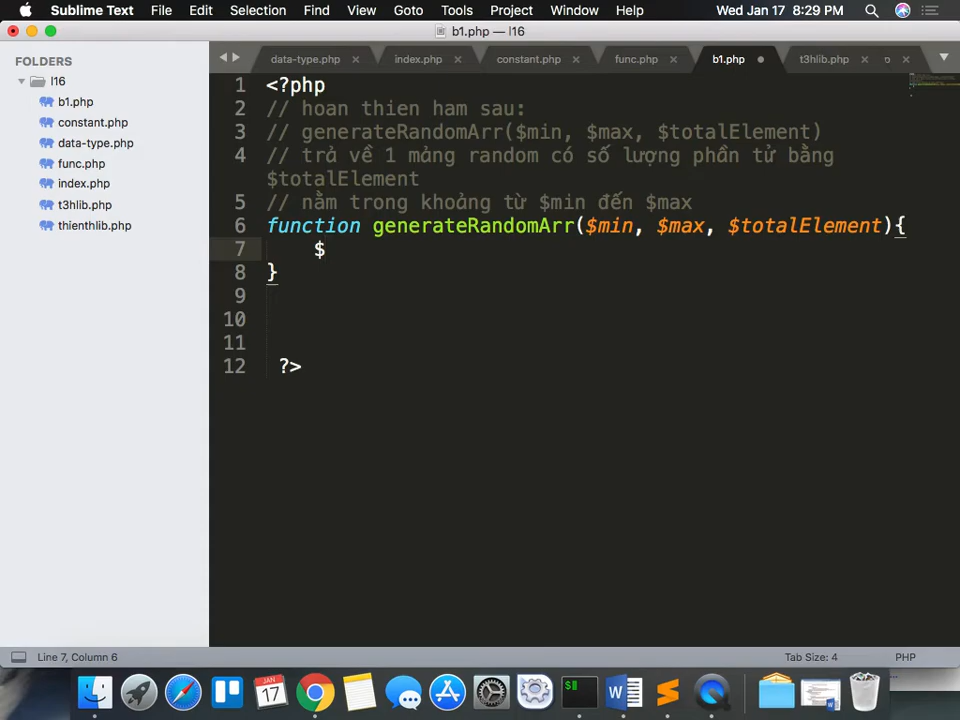 Sublime Text File Edit Selection Find View Goto Tools Project Window Help Wed Jan 17 8:29 PM
b1.php — l16
FOLDERS
l16
b1.php
constant.php
data-type.php
func.php
index.php
t3hlib.php
thienthlib.php
data-type.php × index.php × constant.php × func.php × b1.php t3hlib.php ×
1 <?php
2 // hoan thien ham sau:
3 // generateRandomArr($min, $max, $totalElement)
4 // trả về 1 mảng random có số lượng phần tử bằng
$totalElement
5 // nằm trong khoảng từ $min đến $max
6 function generateRandomArr($min, $max, $totalElement){
7 $
8 }
9
10
11
12 ?>
Line 7, Column 6 Tab Size: 4 PHP
JAN
17